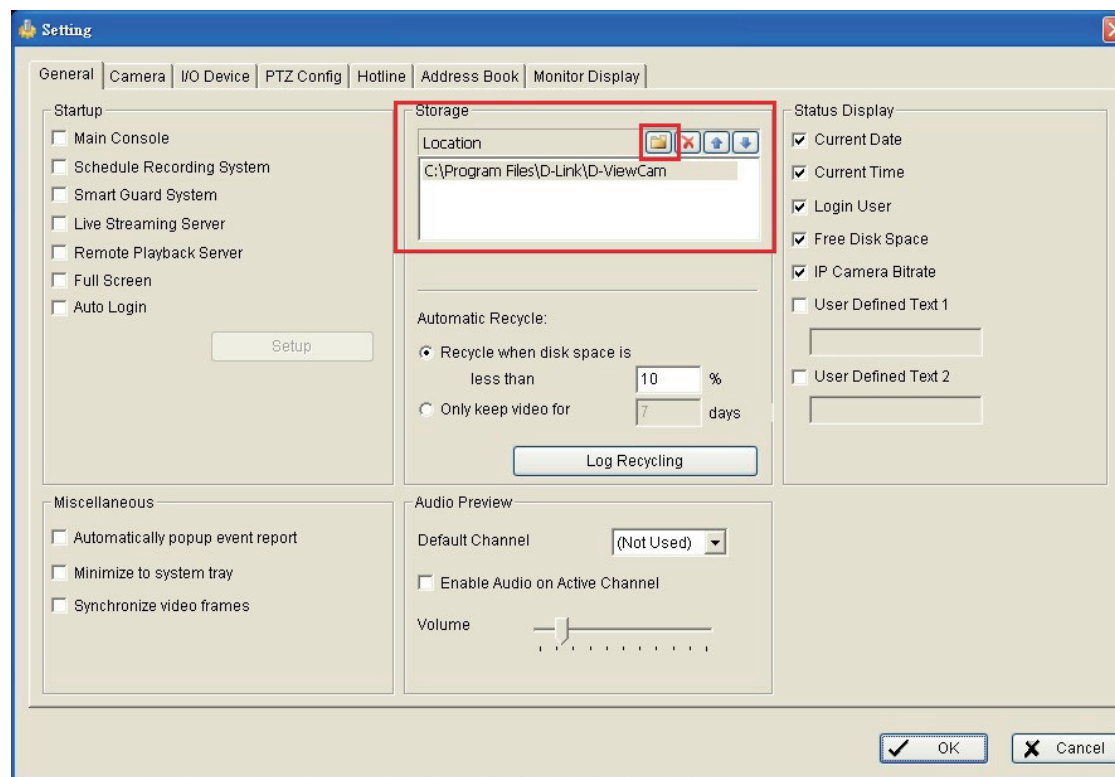 Setting
General Camera I/O Device PTZ Config Hotline Address Book Monitor Display
Startup
Main Console
Schedule Recording System
Smart Guard System
Live Streaming Server
Remote Playback Server
Full Screen
Auto Login
Setup
Storage
Location
C:\Program Files\D-Link\D-ViewCam
Automatic Recycle:
Recycle when disk space is
less than 10 %
Only keep video for 7 days
Log Recycling
Status Display
Current Date
Current Time
Login User
Free Disk Space
IP Camera Bitrate
User Defined Text 1
User Defined Text 2
Miscellaneous
Automatically popup event report
Minimize to system tray
Synchronize video frames
Audio Preview
Default Channel (Not Used)
Enable Audio on Active Channel
Volume
OK Cancel